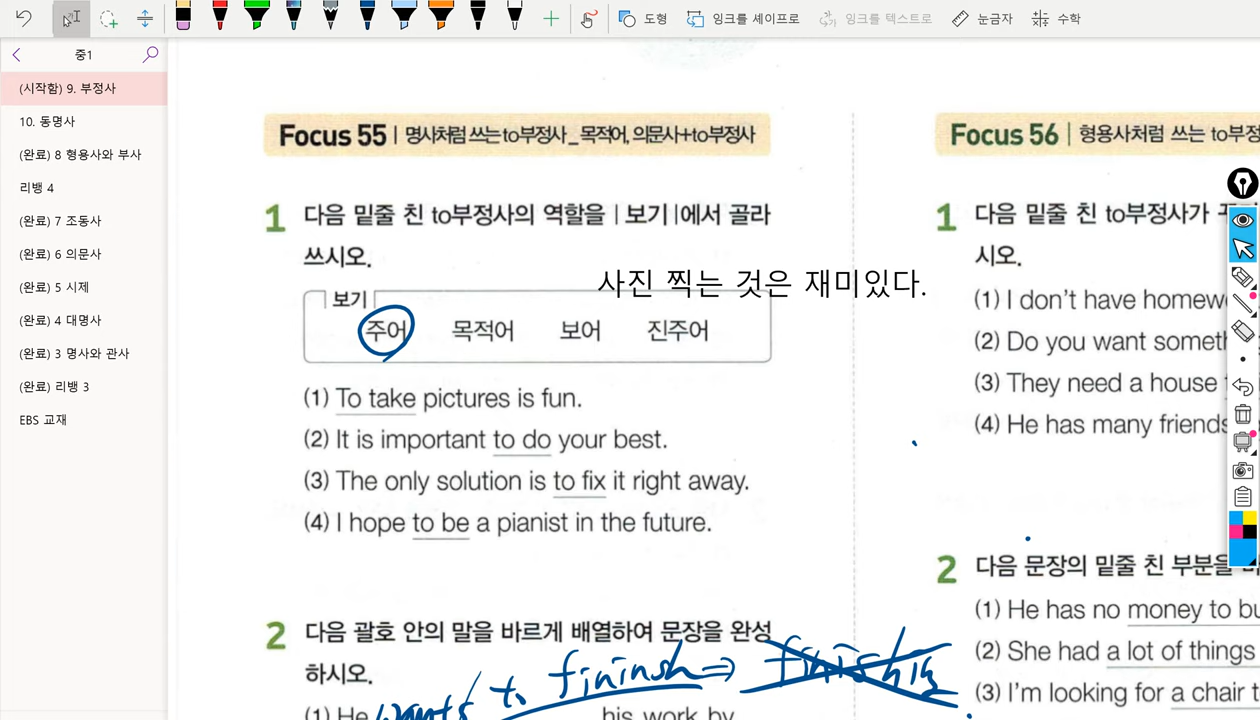 도형
잉크를 셰이프로
잉크를 텍스트로
눈금자
수학
중1
(시작함) 9. 부정사
10. 동명사
(완료) 8 형용사와 부사
리뱅 4
(완료) 7 조동사
(완료) 6 의문사
(완료) 5 시제
(완료) 4 대명사
(완료) 3 명사와 관사
(완료) 리뱅 3
EBS 교재
Focus 55 | 명사처럼 쓰는 to부정사_목적어, 의문사+to부정사
1 다음 밑줄 친 to부정사의 역할을 |보기|에서 골라
쓰시오.
사진 찍는 것은 재미있다.
보기
주어 목적어 보어 진주어
(1) To take pictures is fun.
(2) It is important to do your best.
(3) The only solution is to fix it right away.
(4) I hope to be a pianist in the future.
2 다음 괄호 안의 말을 바르게 배열하여 문장을 완성
하시오.
wants to fininsh ⇒
(1) He his work by
Focus 56 | 형용사처럼 쓰는 to부정
1 다음 밑줄 친 to부정사가
시오.
(1) I don't have homew
(2) Do you want someth
(3) They need a house
(4) He has many friends
2 다음 문장의 밑줄 친 부분을
(1) He has no money to bu
(2) She had a lot of things
(3) I'm looking for a chair t